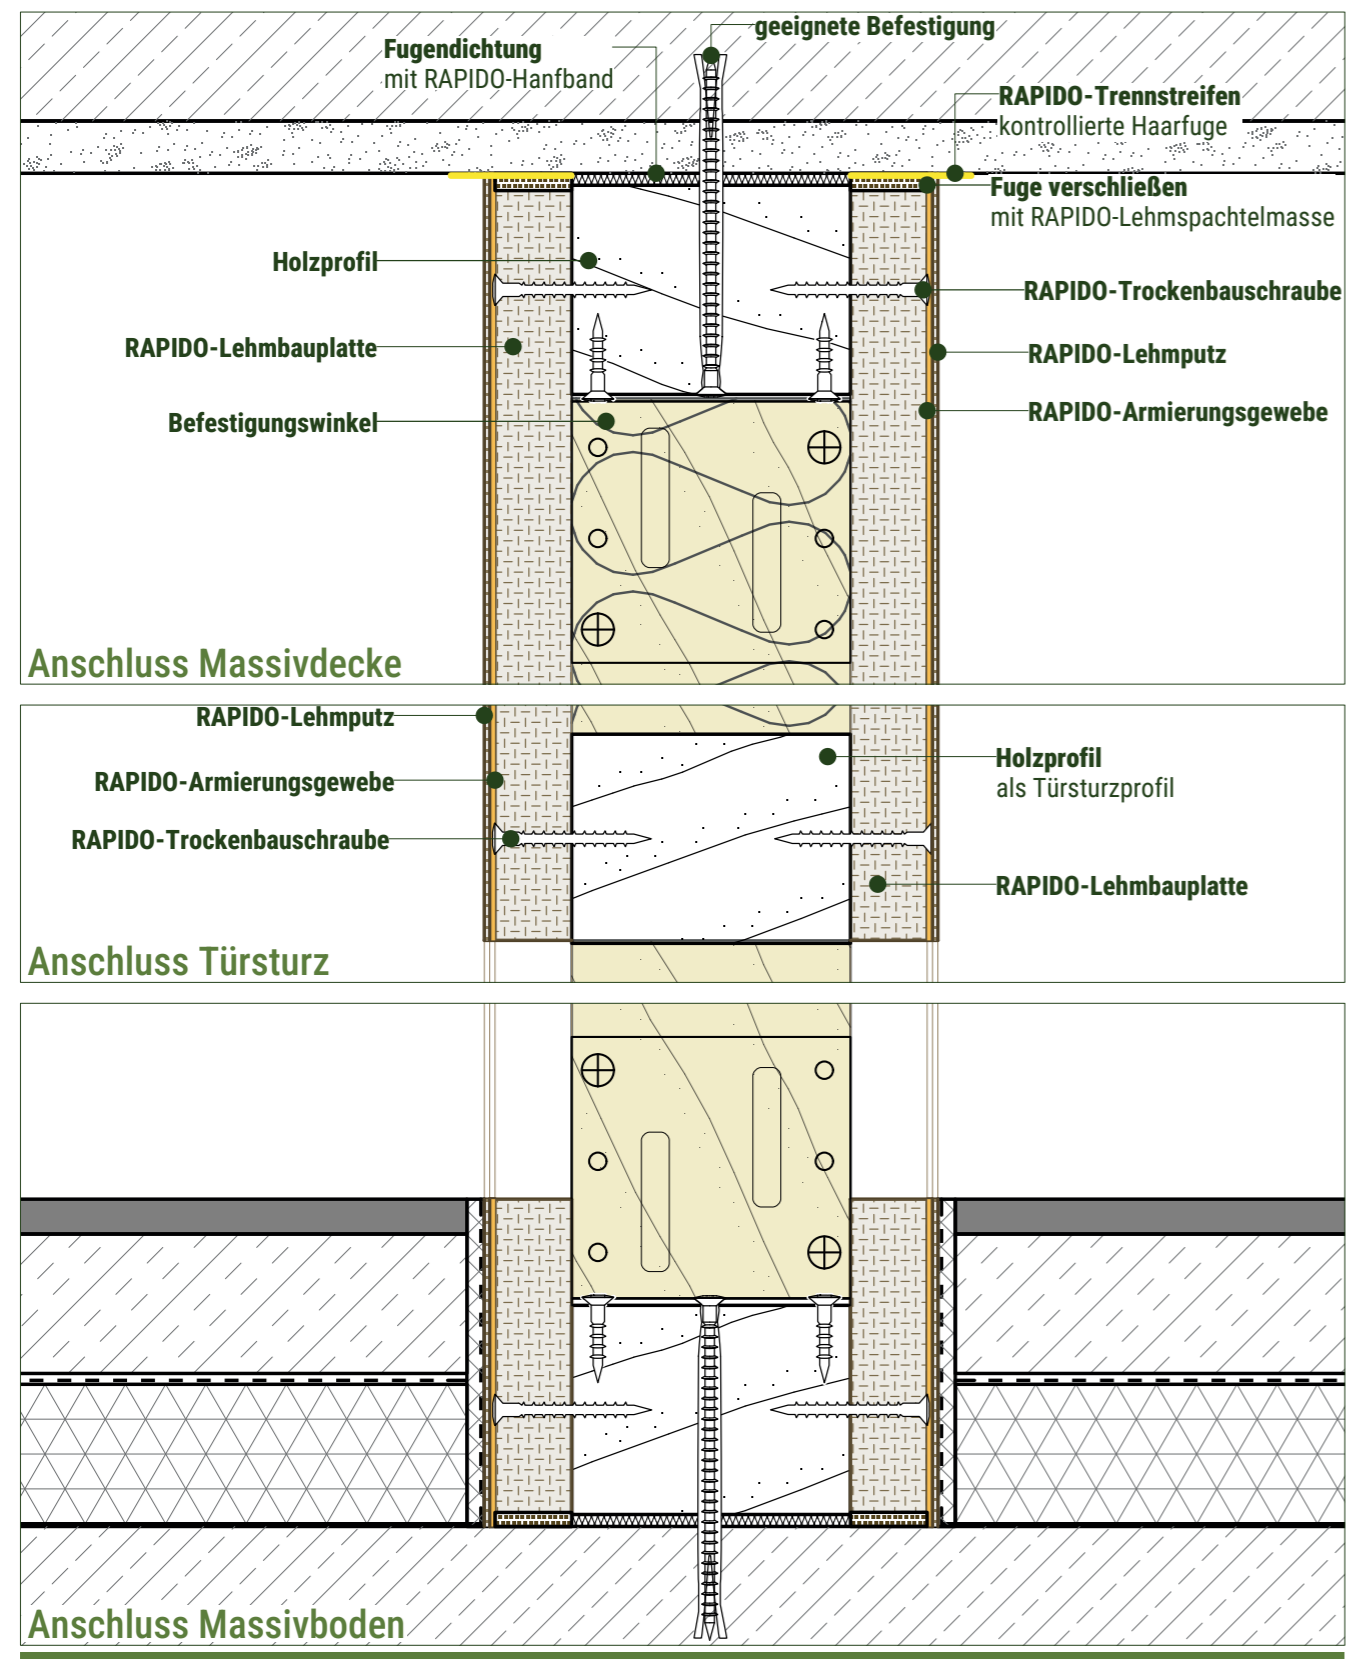 geeignete Befestigung
Fugendichtung
mit RAPIDO-Hanfband
RAPIDO-Trennstreifen
kontrollierte Haarfuge
Fuge verschließen
mit RAPIDO-Lehmspachtelmasse
Holzprofil
RAPIDO-Trockenbauschraube
RAPIDO-Lehmbauplatte
RAPIDO-Lehmputz
Befestigungswinkel
RAPIDO-Armierungsgewebe
Anschluss Massivdecke
RAPIDO-Lehmputz
RAPIDO-Armierungsgewebe
RAPIDO-Trockenbauschraube
Holzprofil
als Türsturzprofil
RAPIDO-Lehmbauplatte
Anschluss Türsturz
Anschluss Massivboden